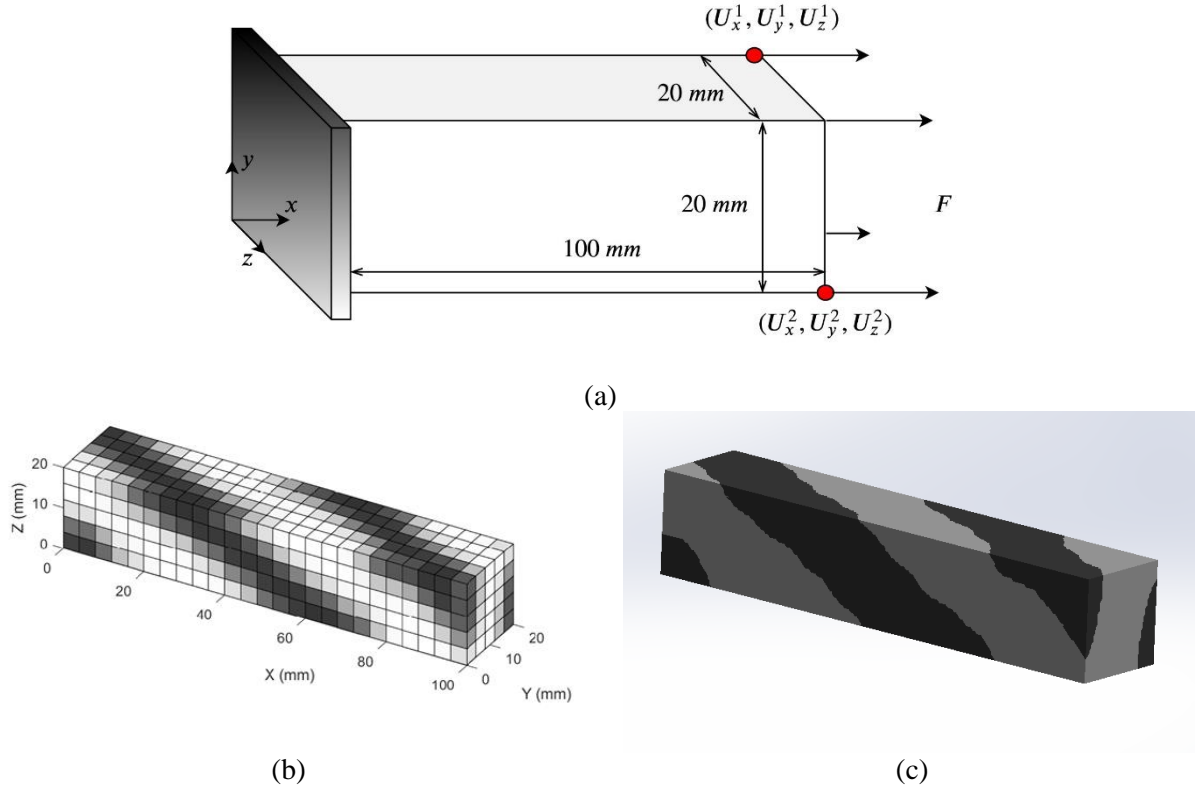 (U_x^1, U_y^1, U_z^1)
20 mm
y
x
20 mm
F
z
100 mm
(U_x^2, U_y^2, U_z^2)
(a)
Z (mm)
20
10
0
0
20
40
60
80
100
X (mm)
20
10
0
Y (mm)
(b)
(c)